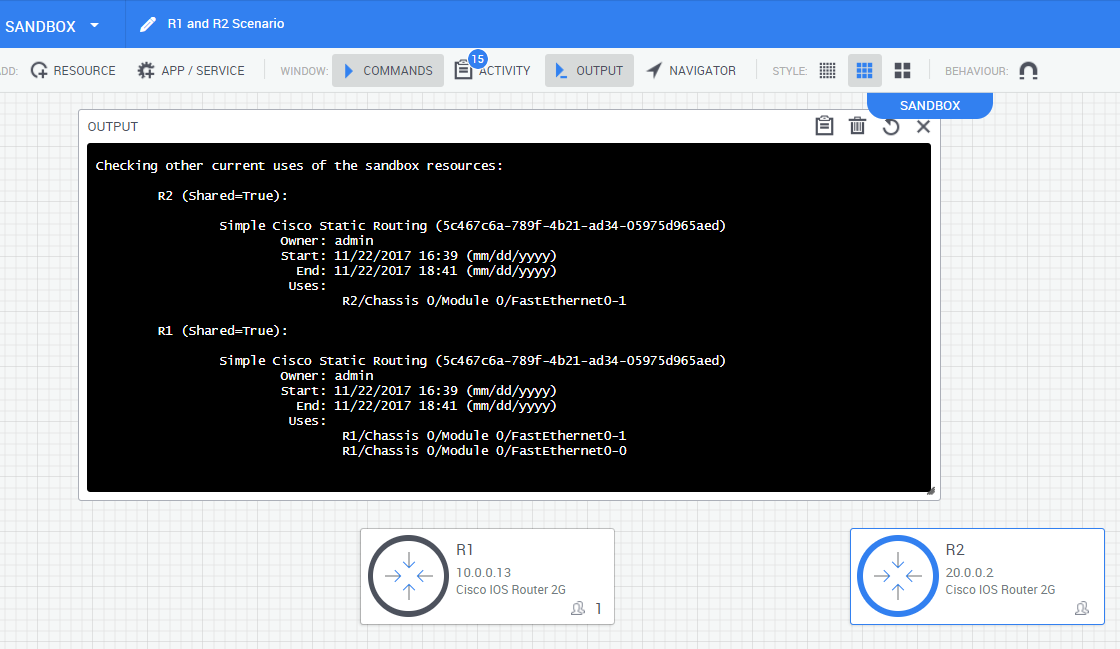 SANDBOX
R1 and R2 Scenario
DD:
RESOURCE
APP / SERVICE
WINDOW:
COMMANDS
15
ACTIVITY
OUTPUT
NAVIGATOR
STYLE:
BEHAVIOUR:
SANDBOX
OUTPUT
Checking other current uses of the sandbox resources:
R2 (Shared=True):
Simple Cisco Static Routing (5c467c6a-789f-4b21-ad34-05975d965aed)
Owner: admin
Start: 11/22/2017 16:39 (mm/dd/yyyy)
End: 11/22/2017 18:41 (mm/dd/yyyy)
Uses:
R2/Chassis 0/Module 0/FastEthernet0-1
R1 (Shared=True):
Simple Cisco Static Routing (5c467c6a-789f-4b21-ad34-05975d965aed)
Owner: admin
Start: 11/22/2017 16:39 (mm/dd/yyyy)
End: 11/22/2017 18:41 (mm/dd/yyyy)
Uses:
R1/Chassis 0/Module 0/FastEthernet0-1
R1/Chassis 0/Module 0/FastEthernet0-0
R1
10.0.0.13
Cisco IOS Router 2G
1
R2
20.0.0.2
Cisco IOS Router 2G